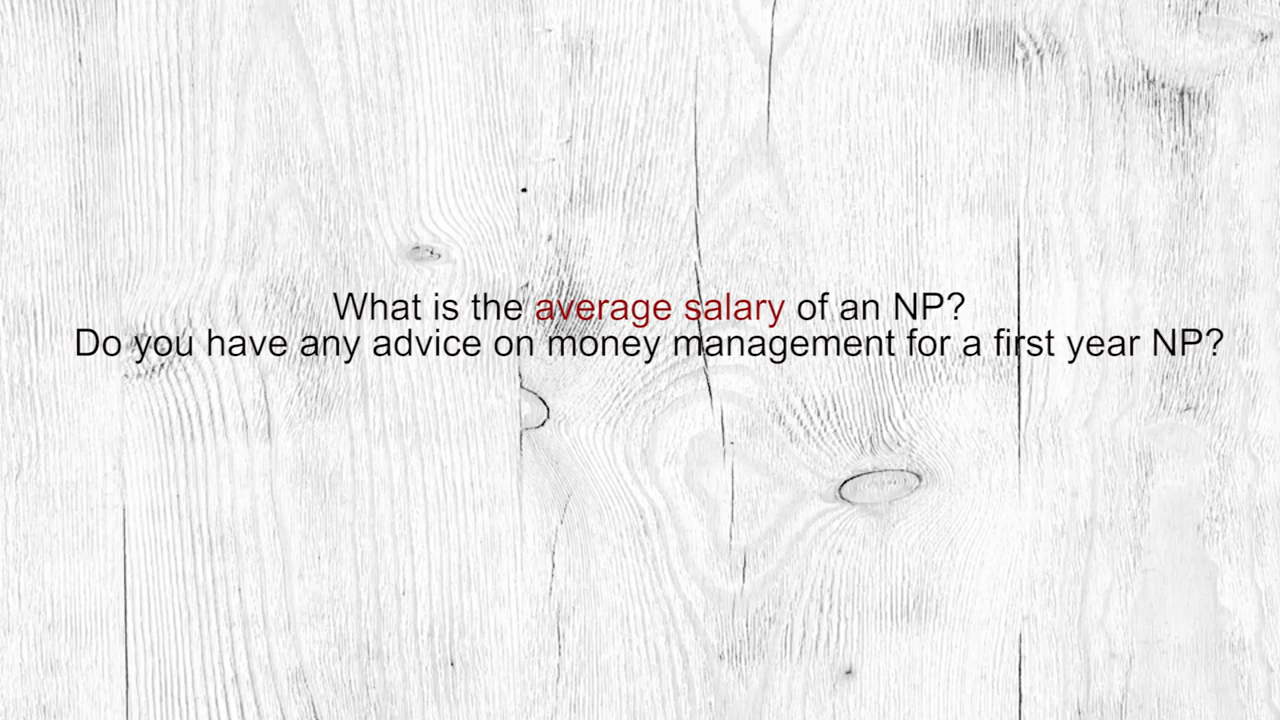 What is the average salary of an NP?
Do you have any advice on money management for a first year NP?